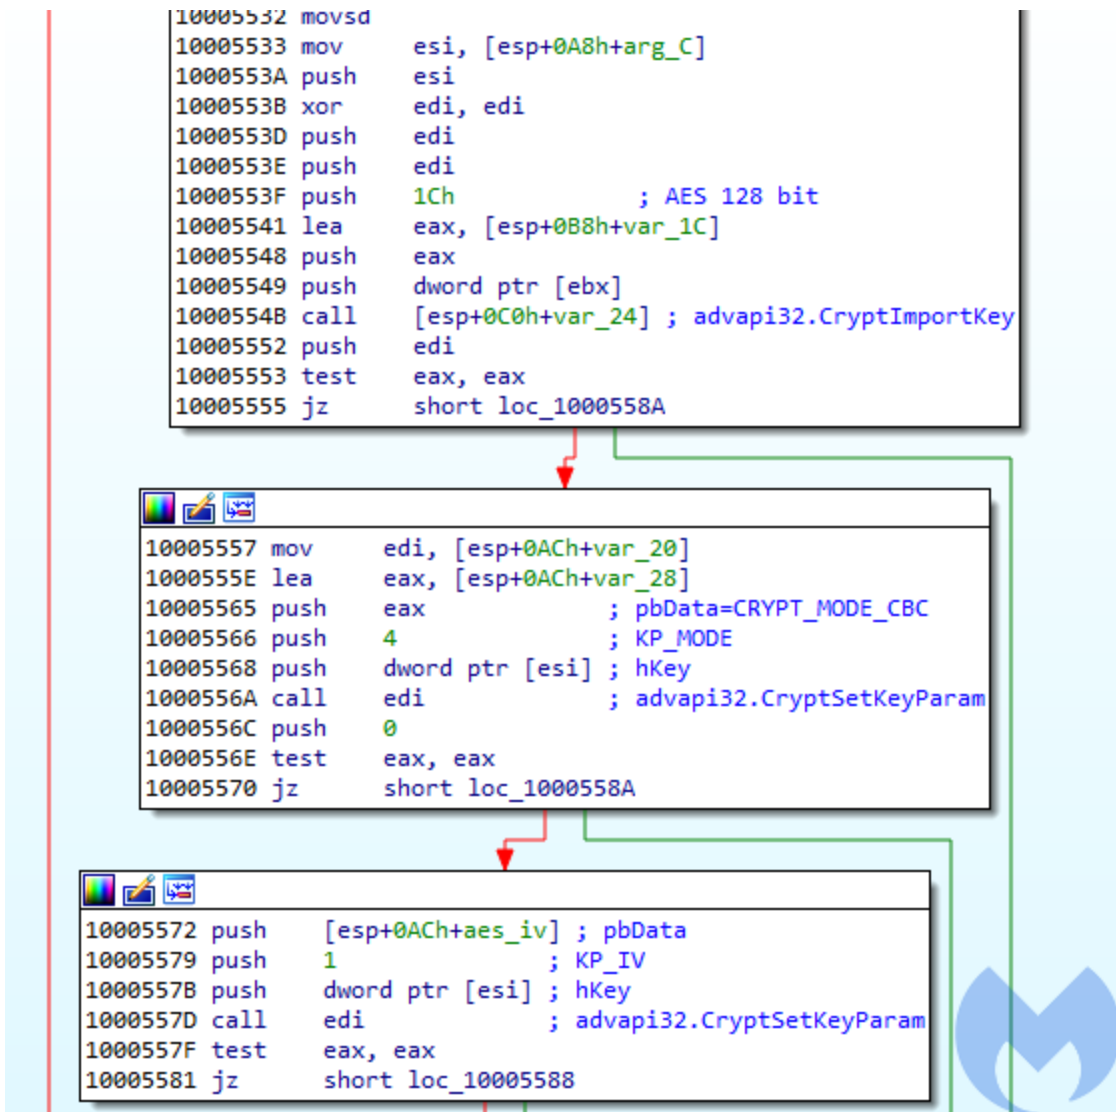 10005532 movsd
10005533 mov esi, [esp+0A8h+arg_C]
1000553A push esi
1000553B xor edi, edi
1000553D push edi
1000553E push edi
1000553F push 1Ch ; AES 128 bit
10005541 lea eax, [esp+0B8h+var_1C]
10005548 push eax
10005549 push dword ptr [ebx]
1000554B call [esp+0C0h+var_24] ; advapi32.CryptImportKey
10005552 push edi
10005553 test eax, eax
10005555 jz short loc_1000558A
10005557 mov edi, [esp+0ACh+var_20]
1000555E lea eax, [esp+0ACh+var_28]
10005565 push eax ; pbData=CRYPT_MODE_CBC
10005566 push 4 ; KP_MODE
10005568 push dword ptr [esi] ; hKey
1000556A call edi ; advapi32.CryptSetKeyParam
1000556C push 0
1000556E test eax, eax
10005570 jz short loc_1000558A
10005572 push [esp+0ACh+aes_iv] ; pbData
10005579 push 1 ; KP_IV
1000557B push dword ptr [esi] ; hKey
1000557D call edi ; advapi32.CryptSetKeyParam
1000557F test eax, eax
10005581 jz short loc_10005588